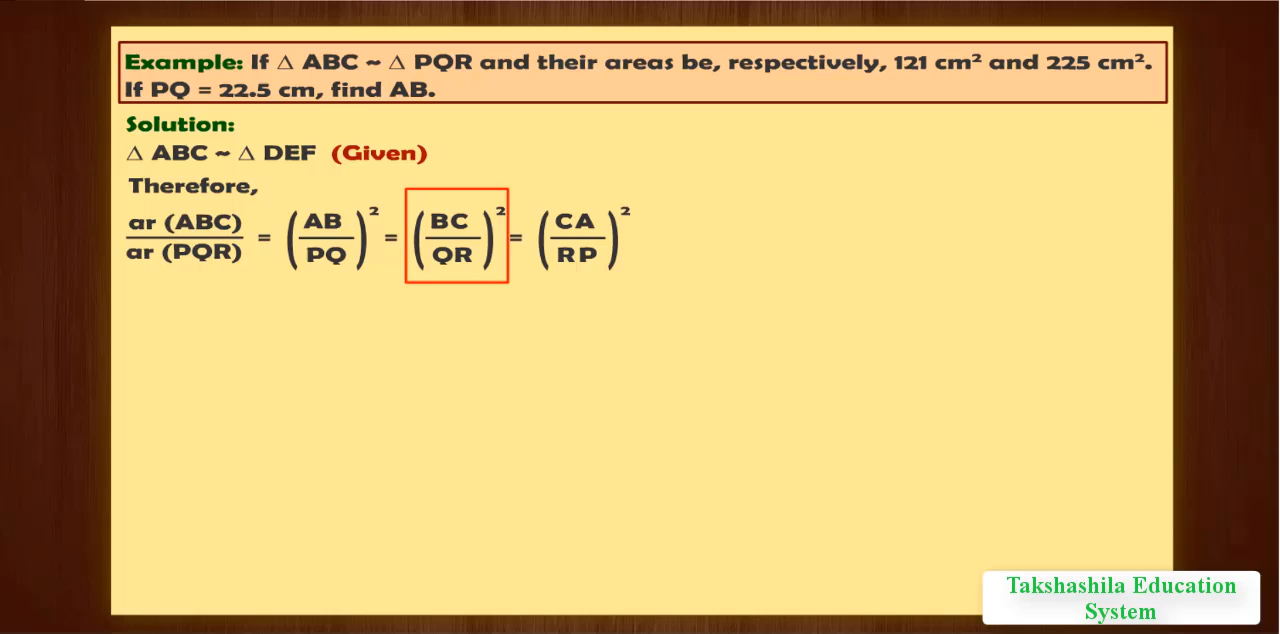 Example: If Δ ABC ~ Δ PQR and their areas be, respectively, 121 cm² and 225 cm².
If PQ = 22.5 cm, find AB.
Solution:
Δ ABC ~ Δ DEF (Given)
Therefore,
ar (ABC) / ar (PQR) = (AB / PQ)² = (BC / QR)² = (CA / RP)²
Takshashila Education
System